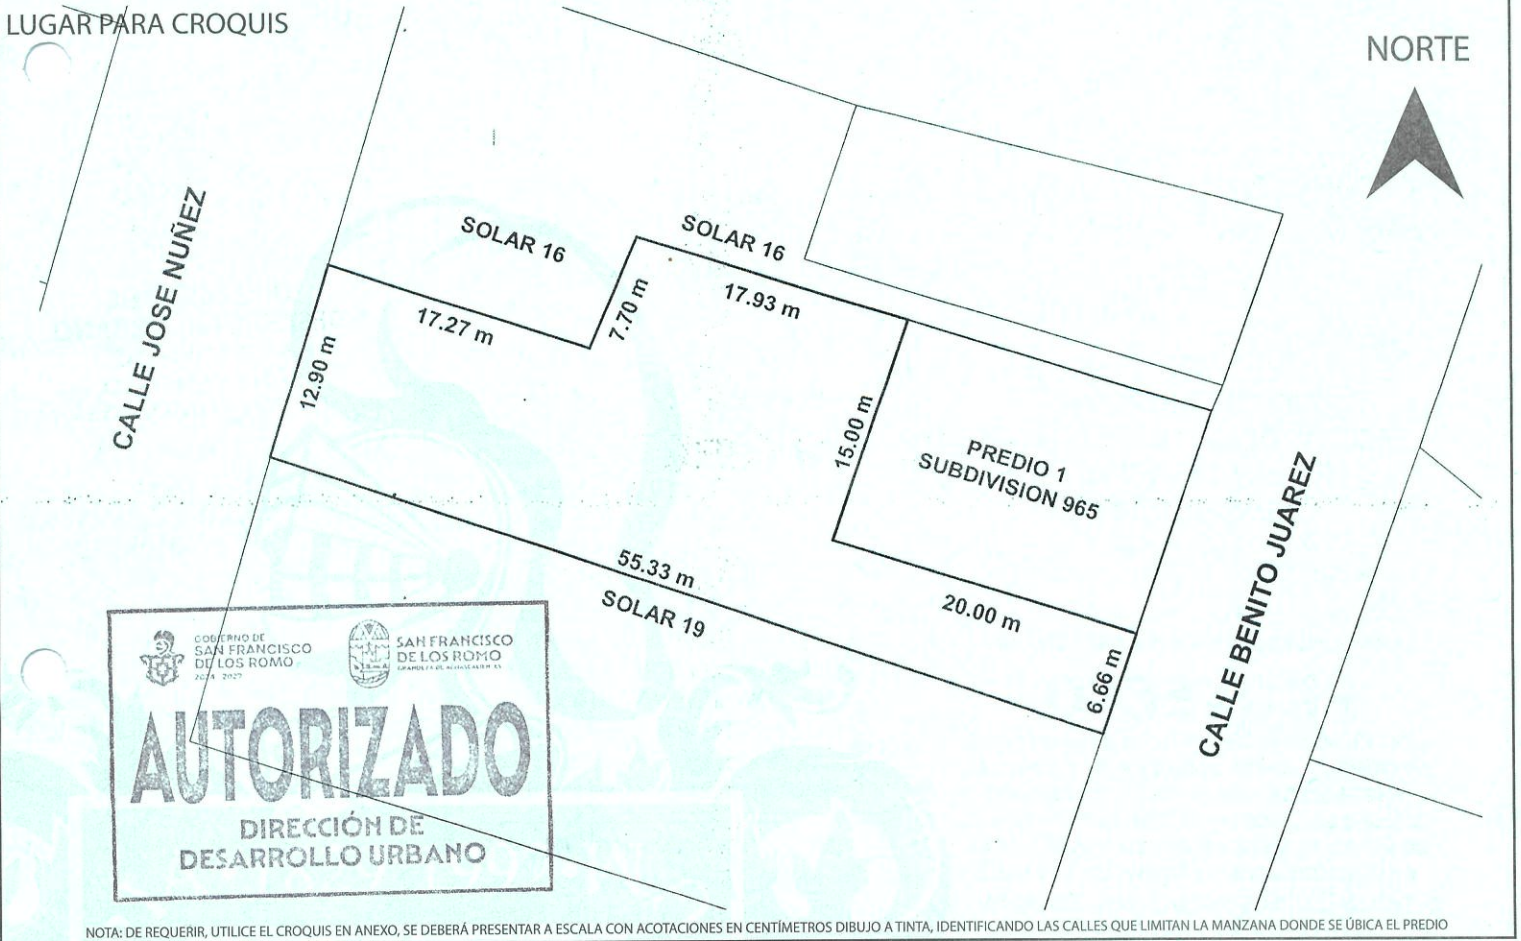 LUGAR PARA CROQUIS
NORTE
CALLE JOSE NUÑEZ
SOLAR 16
SOLAR 16
17.27 m
7.70 m
17.93 m
12.90 m
15.00 m
PREDIO 1
SUBDIVISION 965
55.33 m
SOLAR 19
20.00 m
6.66 m
CALLE BENITO JUAREZ
GOBIERNO DE
SAN FRANCISCO
DE LOS ROMO
2024 - 2027
SAN FRANCISCO
DE LOS ROMO
AUTORIZADO
DIRECCIÓN DE
DESARROLLO URBANO
NOTA: DE REQUERIR, UTILICE EL CROQUIS EN ANEXO, SE DEBERÁ PRESENTAR A ESCALA CON ACOTACIONES EN CENTÍMETROS DIBUJO A TINTA, IDENTIFICANDO LAS CALLES QUE LIMITAN LA MANZANA DONDE SE ÚBICA EL PREDIO